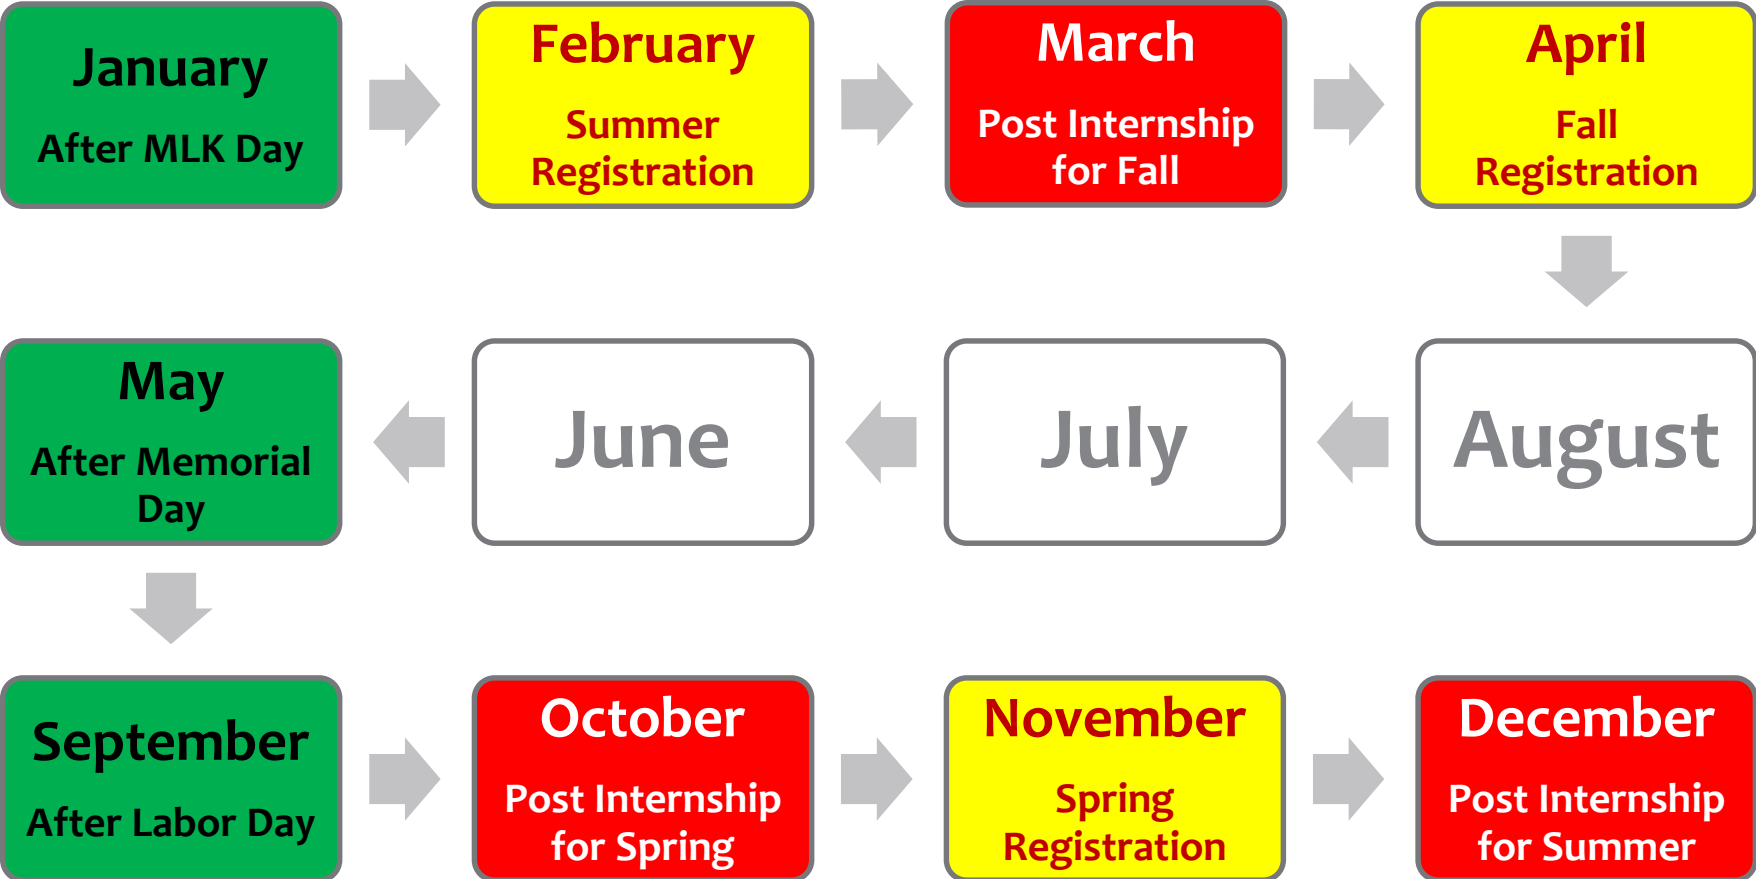 January
After MLK Day
February
Summer
Registration
March
Post Internship
for Fall
April
Fall
Registration
August
July
June
May
After Memorial
Day
September
After Labor Day
October
Post Internship
for Spring
November
Spring
Registration
December
Post Internship
for Summer